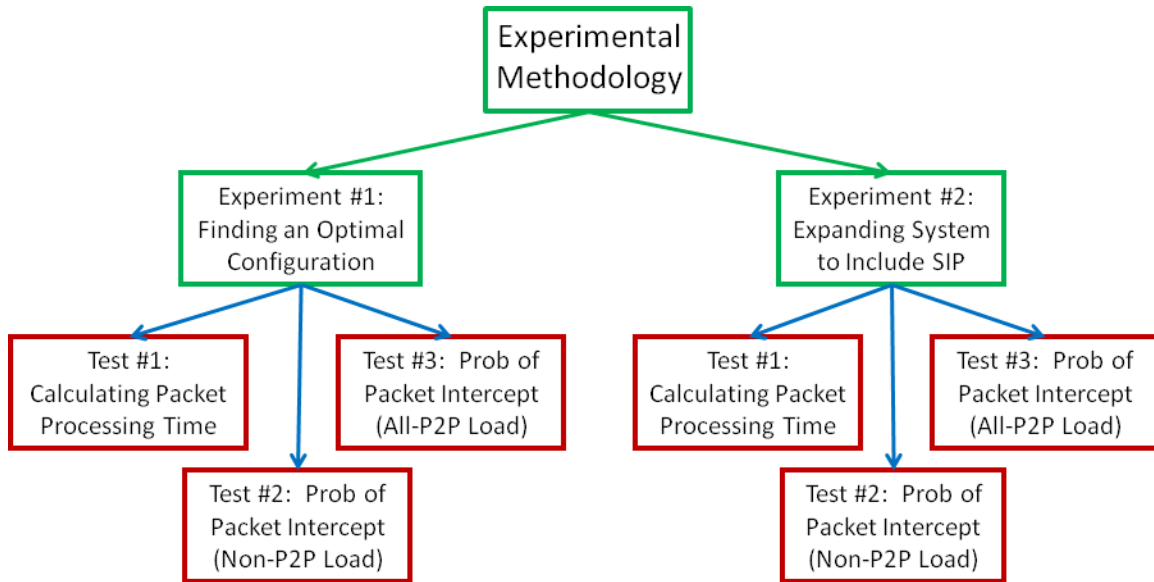 Experimental
Methodology
Experiment #1:
Finding an Optimal
Configuration
Experiment #2:
Expanding System
to Include SIP
Test #1:
Calculating Packet
Processing Time
Test #3:  Prob of
Packet Intercept
(All-P2P Load)
Test #2:  Prob of
Packet Intercept
(Non-P2P Load)
Test #1:
Calculating Packet
Processing Time
Test #3:  Prob of
Packet Intercept
(All-P2P Load)
Test #2:  Prob of
Packet Intercept
(Non-P2P Load)